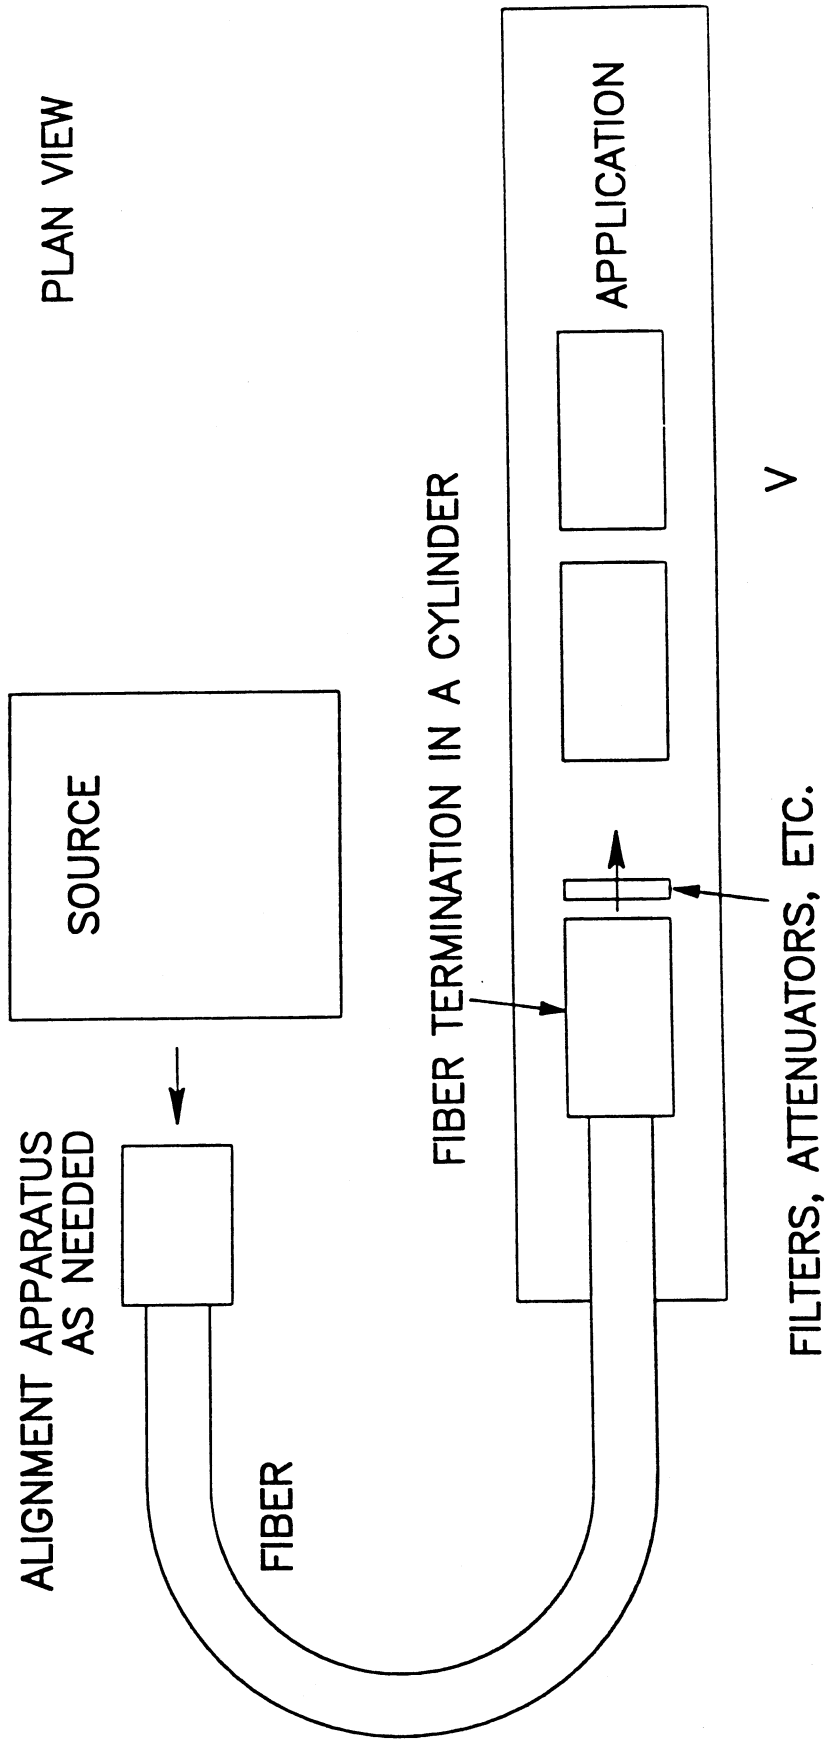 PLAN VIEW
SOURCE
ALIGNMENT APPARATUS
AS NEEDED
FIBER
FIBER TERMINATION IN A CYLINDER
APPLICATION
V
FILTERS, ATTENUATORS, ETC.